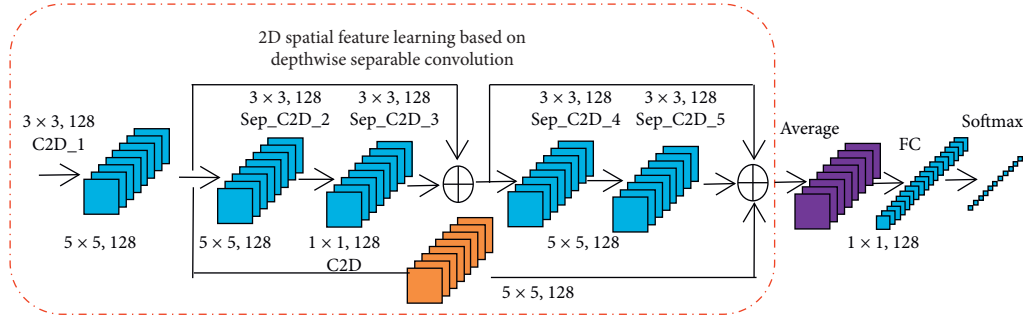 2D spatial feature learning based on
depthwise separable convolution
3 × 3, 128
C2D_1
5 × 5, 128
3 × 3, 128
Sep_C2D_2
5 × 5, 128
3 × 3, 128
Sep_C2D_3
1 × 1, 128
C2D
3 × 3, 128
Sep_C2D_4
5 × 5, 128
3 × 3, 128
Sep_C2D_5
5 × 5, 128
Average
FC
1 × 1, 128
Softmax